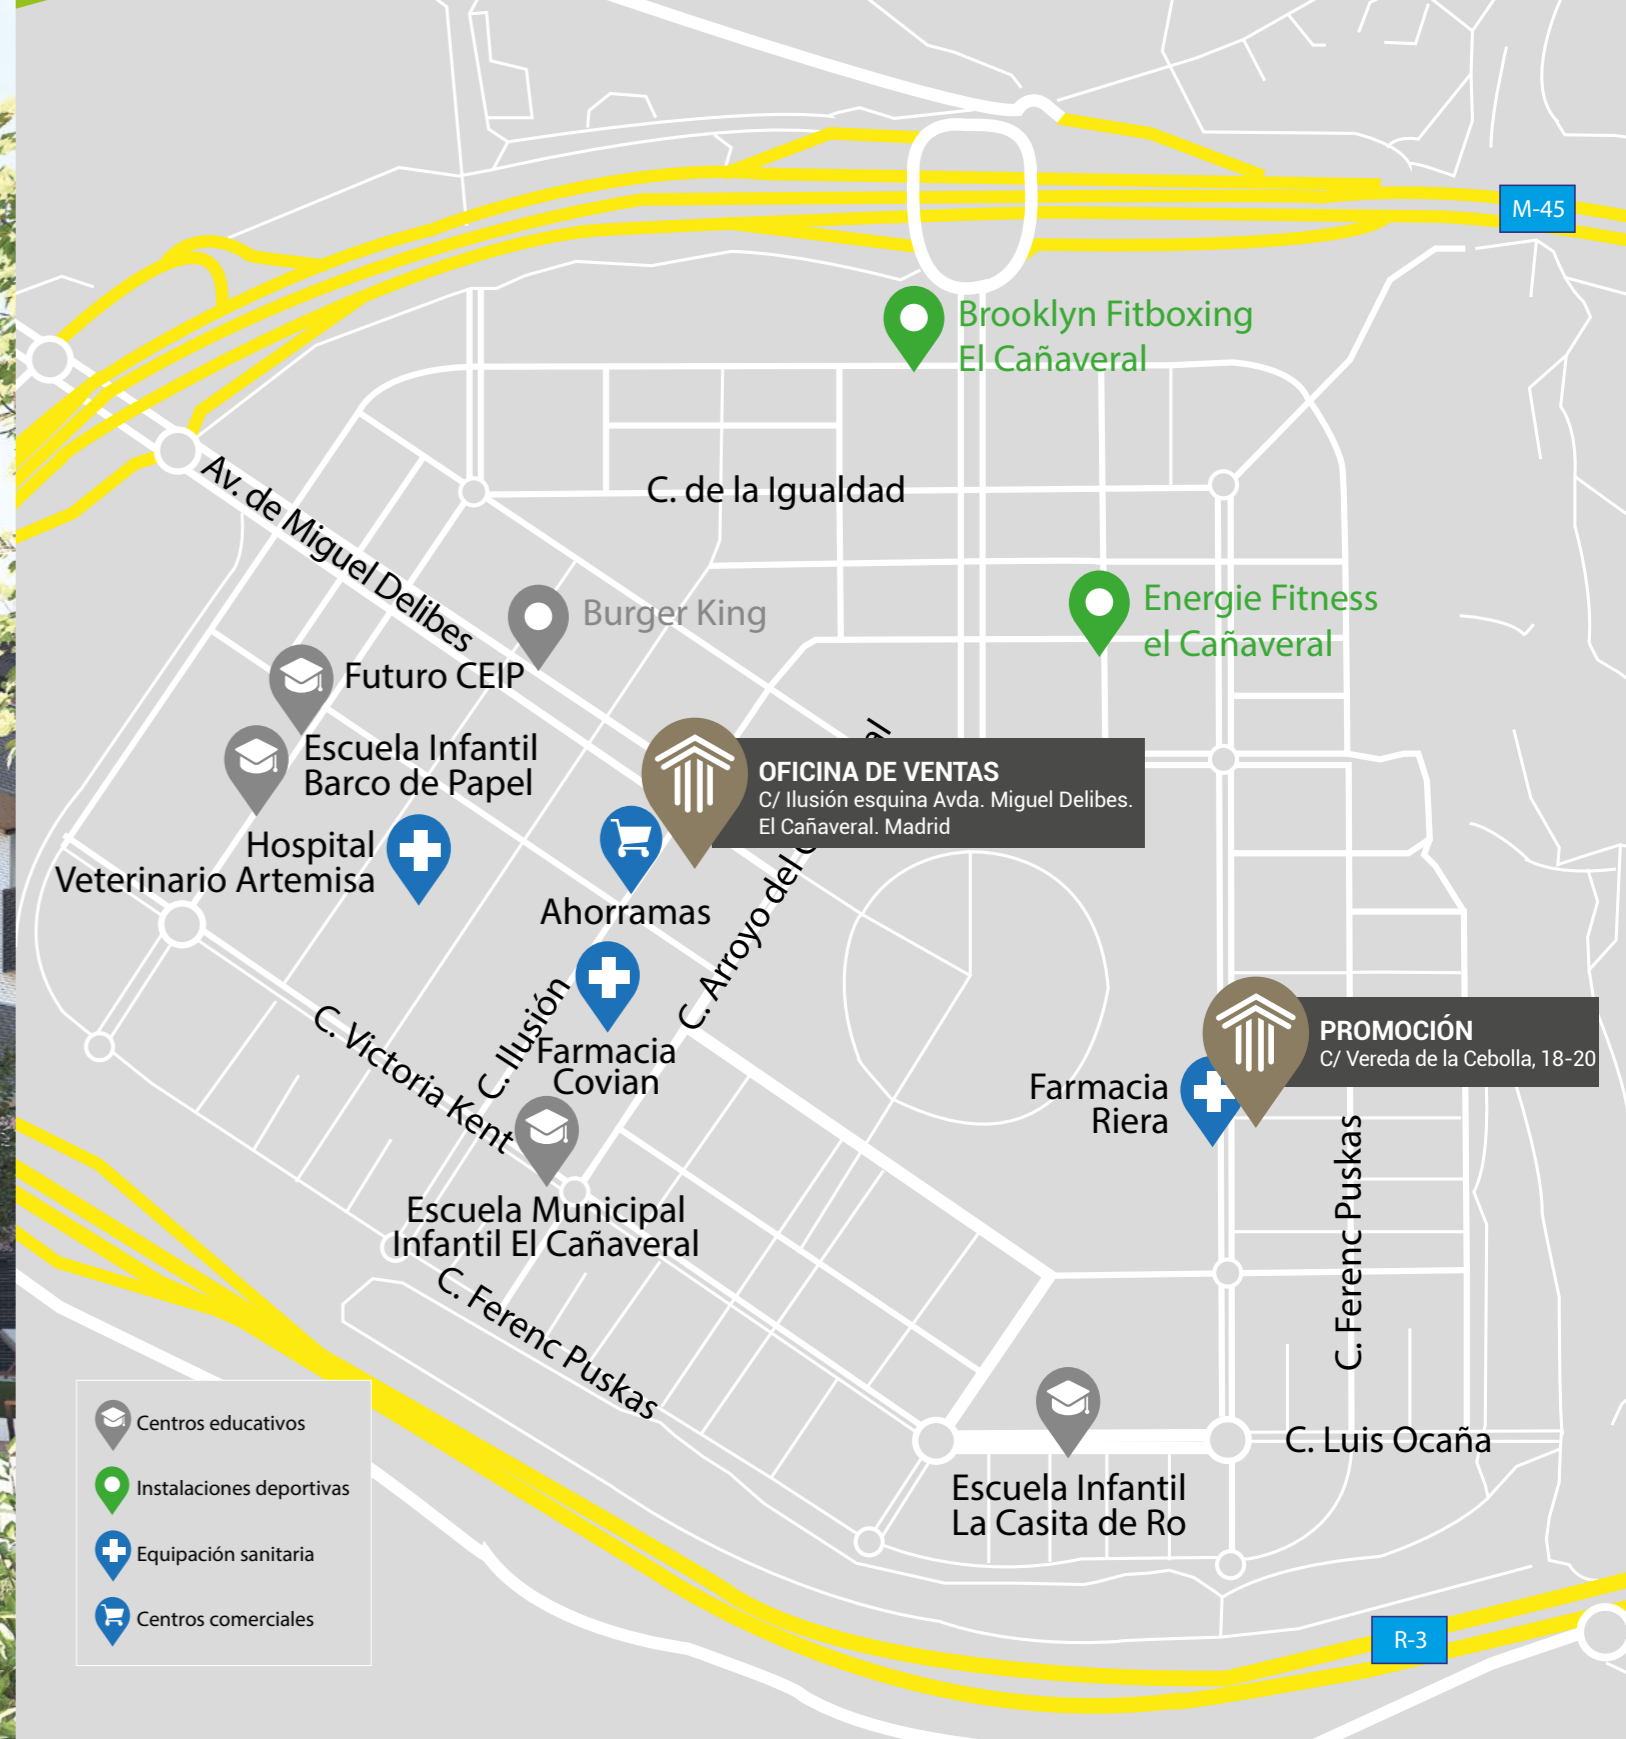 M-45
Brooklyn Fitboxing
El Cañaveral
C. de la Igualdad
Av. de Miguel Delibes
Burger King
Energie Fitness
el Cañaveral
Futuro CEIP
Escuela Infantil
Barco de Papel
OFICINA DE VENTAS
C/ Ilusión esquina Avda. Miguel Delibes.
El Cañaveral. Madrid
Hospital
Veterinario Artemisa
Ahorramas
C. Arroyo del
C. Ilusión
C. Victoria Kent
Farmacia
Covian
PROMOCIÓN
C/ Vereda de la Cebolla, 18-20
Farmacia
Riera
C. Ferenc Puskas
Escuela Municipal
Infantil El Cañaveral
C. Ferenc Puskas
C. Luis Ocaña
Escuela Infantil
La Casita de Ro
Centros educativos
Instalaciones deportivas
Equipación sanitaria
Centros comerciales
R-3